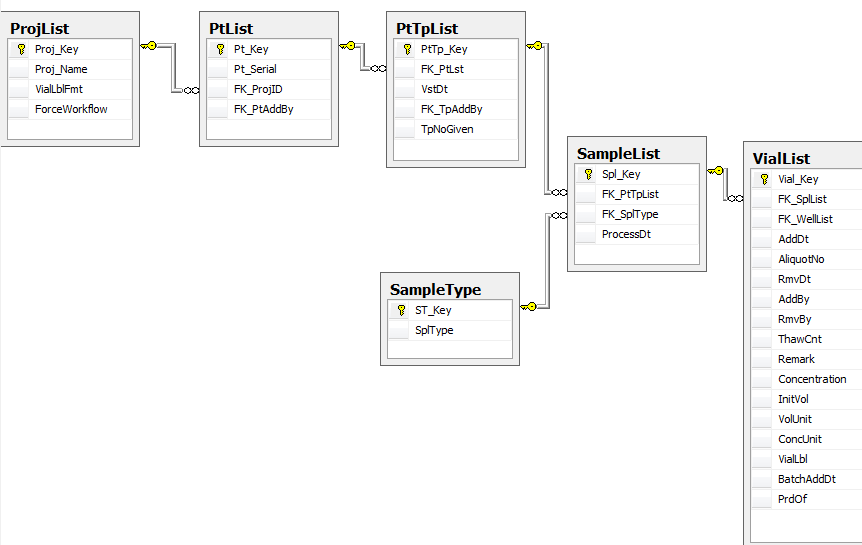 ProjList
Proj_Key
Proj_Name
VialLblFmt
ForceWorkflow
PtList
Pt_Key
Pt_Serial
FK_ProjID
FK_PtAddBy
PtTpList
PtTp_Key
FK_PtLst
VstDt
FK_TpAddBy
TpNoGiven
SampleList
Spl_Key
FK_PtTpList
FK_SplType
ProcessDt
SampleType
ST_Key
SplType
VialList
Vial_Key
FK_SplList
FK_WellList
AddDt
AliquotNo
RmvDt
AddBy
RmvBy
ThawCnt
Remark
Concentration
InitVol
VolUnit
ConcUnit
VialLbl
BatchAddDt
PrdOf